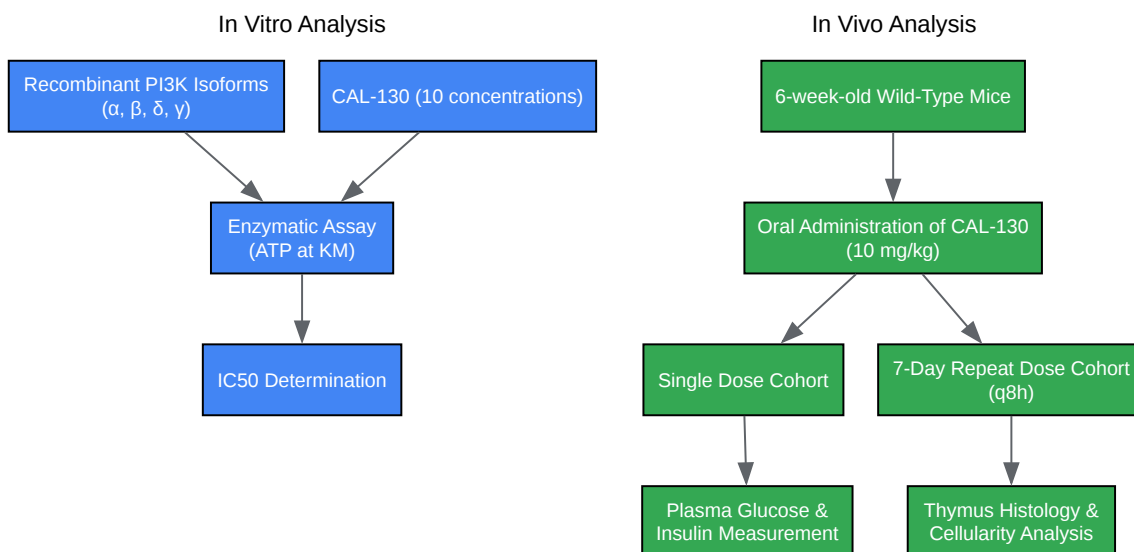 In Vitro Analysis
Recombinant PI3K Isoforms
(α, β, δ, γ)
CAL-130 (10 concentrations)
Enzymatic Assay
(ATP at KM)
IC50 Determination
In Vivo Analysis
6-week-old Wild-Type Mice
Oral Administration of CAL-130
(10 mg/kg)
Single Dose Cohort
7-Day Repeat Dose Cohort
(q8h)
Plasma Glucose &
Insulin Measurement
Thymus Histology &
Cellularity Analysis